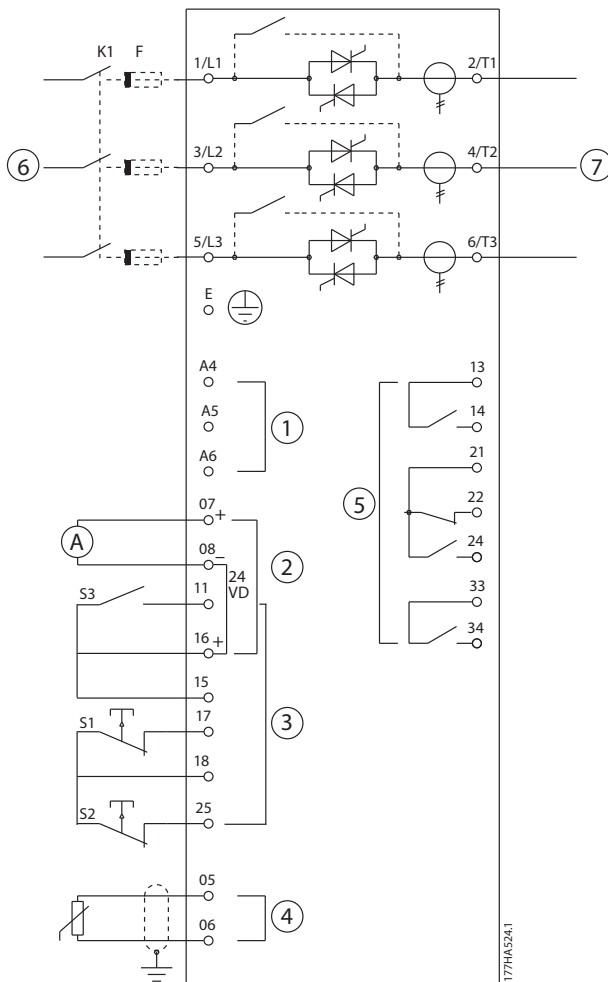 K1 F 1/L1 2/T1
6 3/L2 4/T2 7
5/L3 6/T3
E
A4 13
A5 1 14
A6 21
07 + 5 22
A 08 – 2 24
S3 11 24 VD 33
16 + 34
15
S1 17 3
18
S2 25
05
4
06
177HA524.1